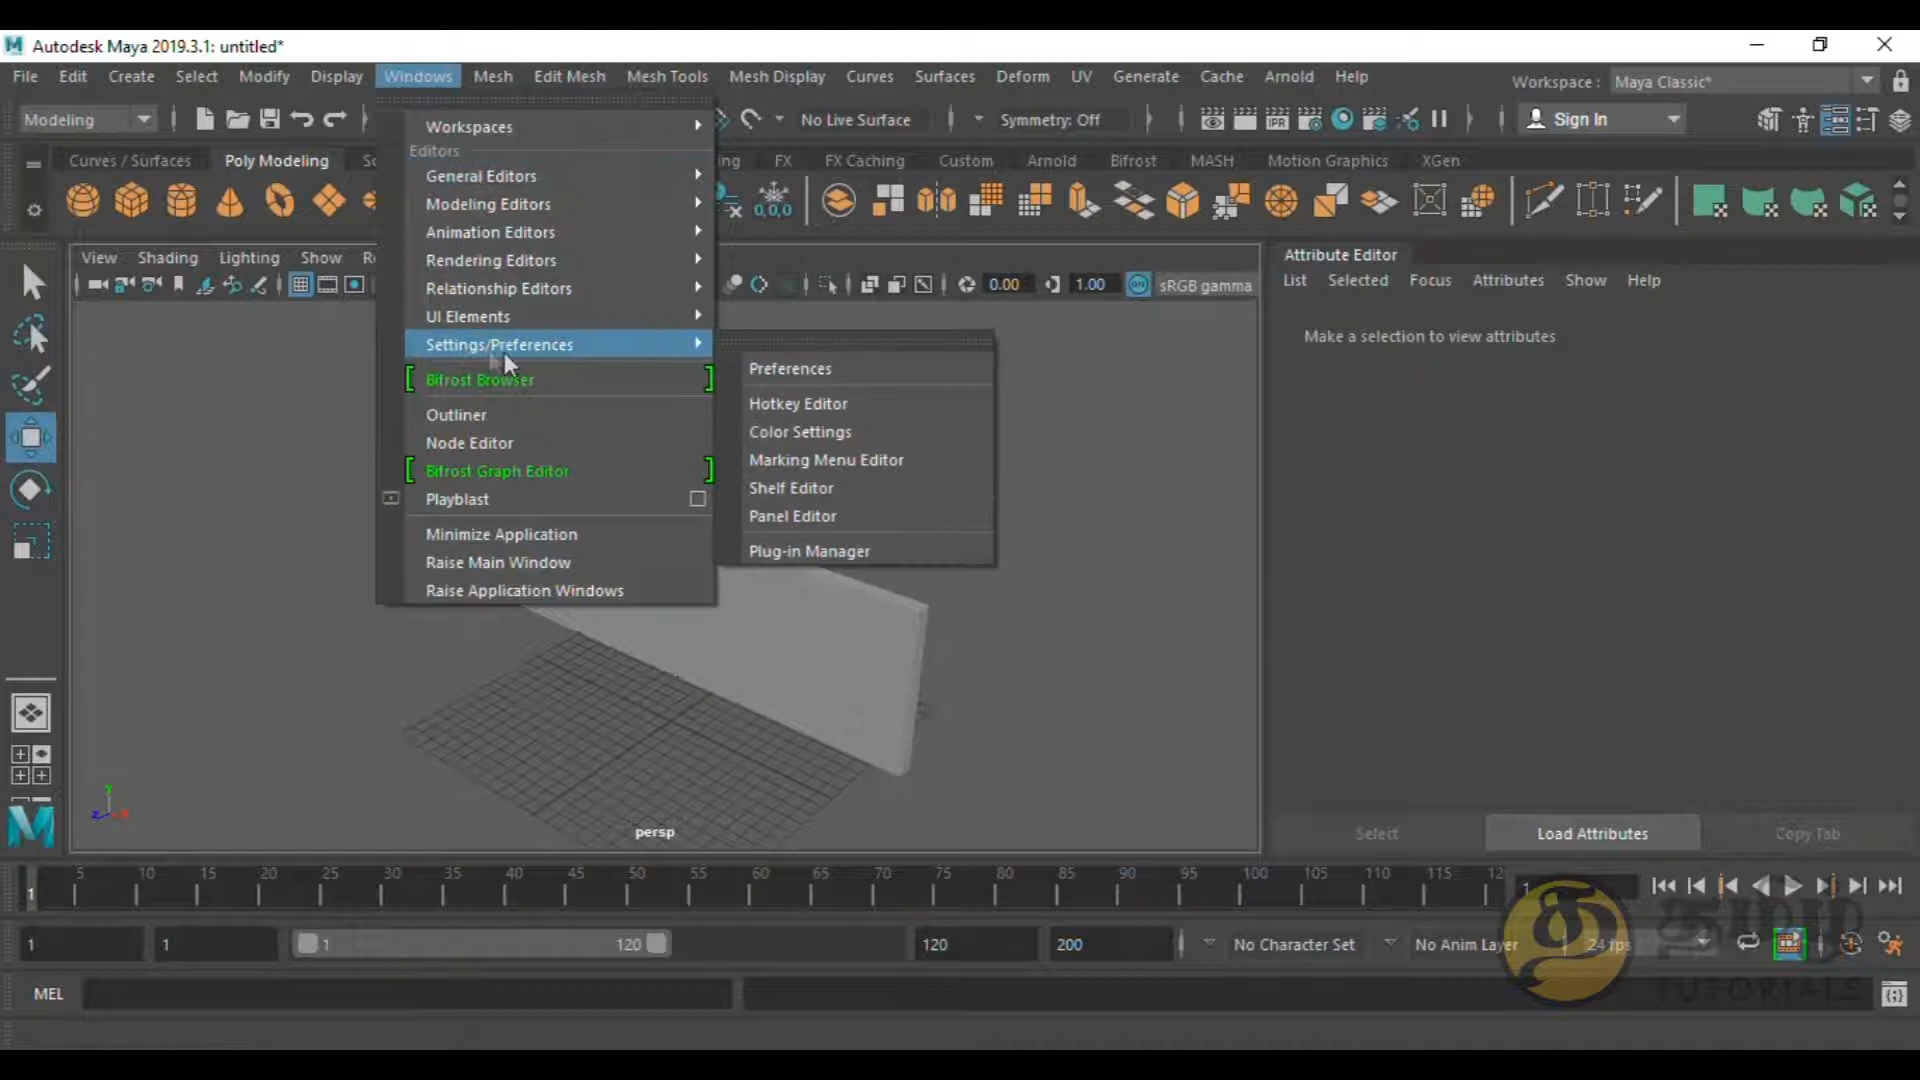 Autodesk Maya 2019.3.1: untitled*
File Edit Create Select Modify Display Windows Mesh Edit Mesh Mesh Tools Mesh Display Curves Surfaces Deform UV Generate Cache Arnold Help
Workspace : Maya Classic*
Modeling No Live Surface Symmetry: Off IPR Sign In
Curves / Surfaces Poly Modeling FX FX Caching Custom Arnold Bifrost MASH Motion Graphics XGen
0,0,0
View Shading Lighting Show
0.00 1.00 ON sRGB gamma
Workspaces
Editors
General Editors
Modeling Editors
Animation Editors
Rendering Editors
Relationship Editors
UI Elements
Settings/Preferences
Bifrost Browser
Outliner
Node Editor
Bifrost Graph Editor
Playblast
Minimize Application
Raise Main Window
Raise Application Windows
Preferences
Hotkey Editor
Color Settings
Marking Menu Editor
Shelf Editor
Panel Editor
Plug-in Manager
Attribute Editor
List Selected Focus Attributes Show Help
Make a selection to view attributes
y
z x
persp
Select Load Attributes Copy Tab
5 10 15 20 25 30 35 40 45 50 55 60 65 70 75 80 85 90 95 100 105 110 115 12
1 1
1 1 1 120 120 200 No Character Set No Anim Layer 24 fps
TUTORIALS
MEL